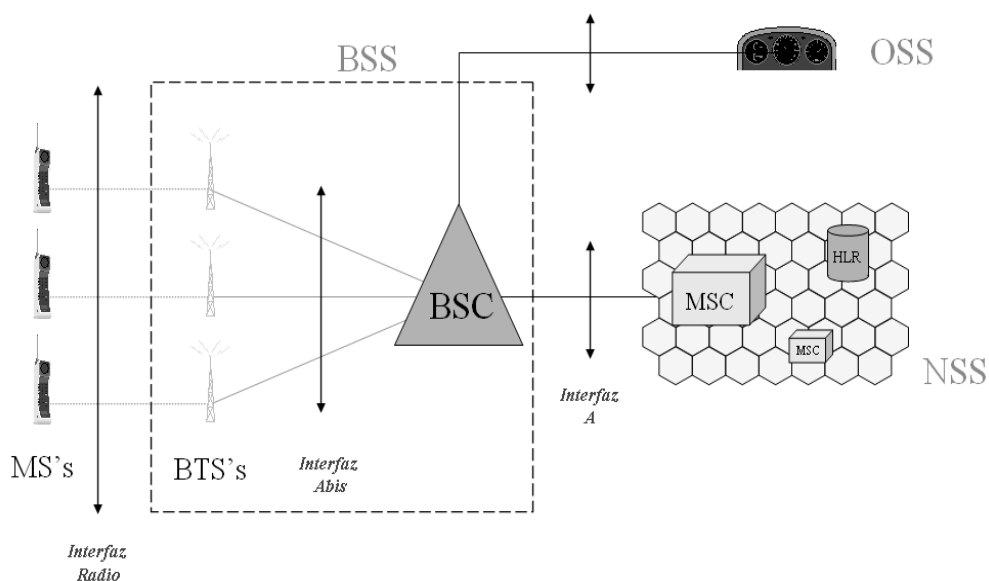 BSS
OSS
HLR
MSC
BSC
MSC
NSS
Interfaz
A
MS's
BTS's
Interfaz
Abis
Interfaz
Radio